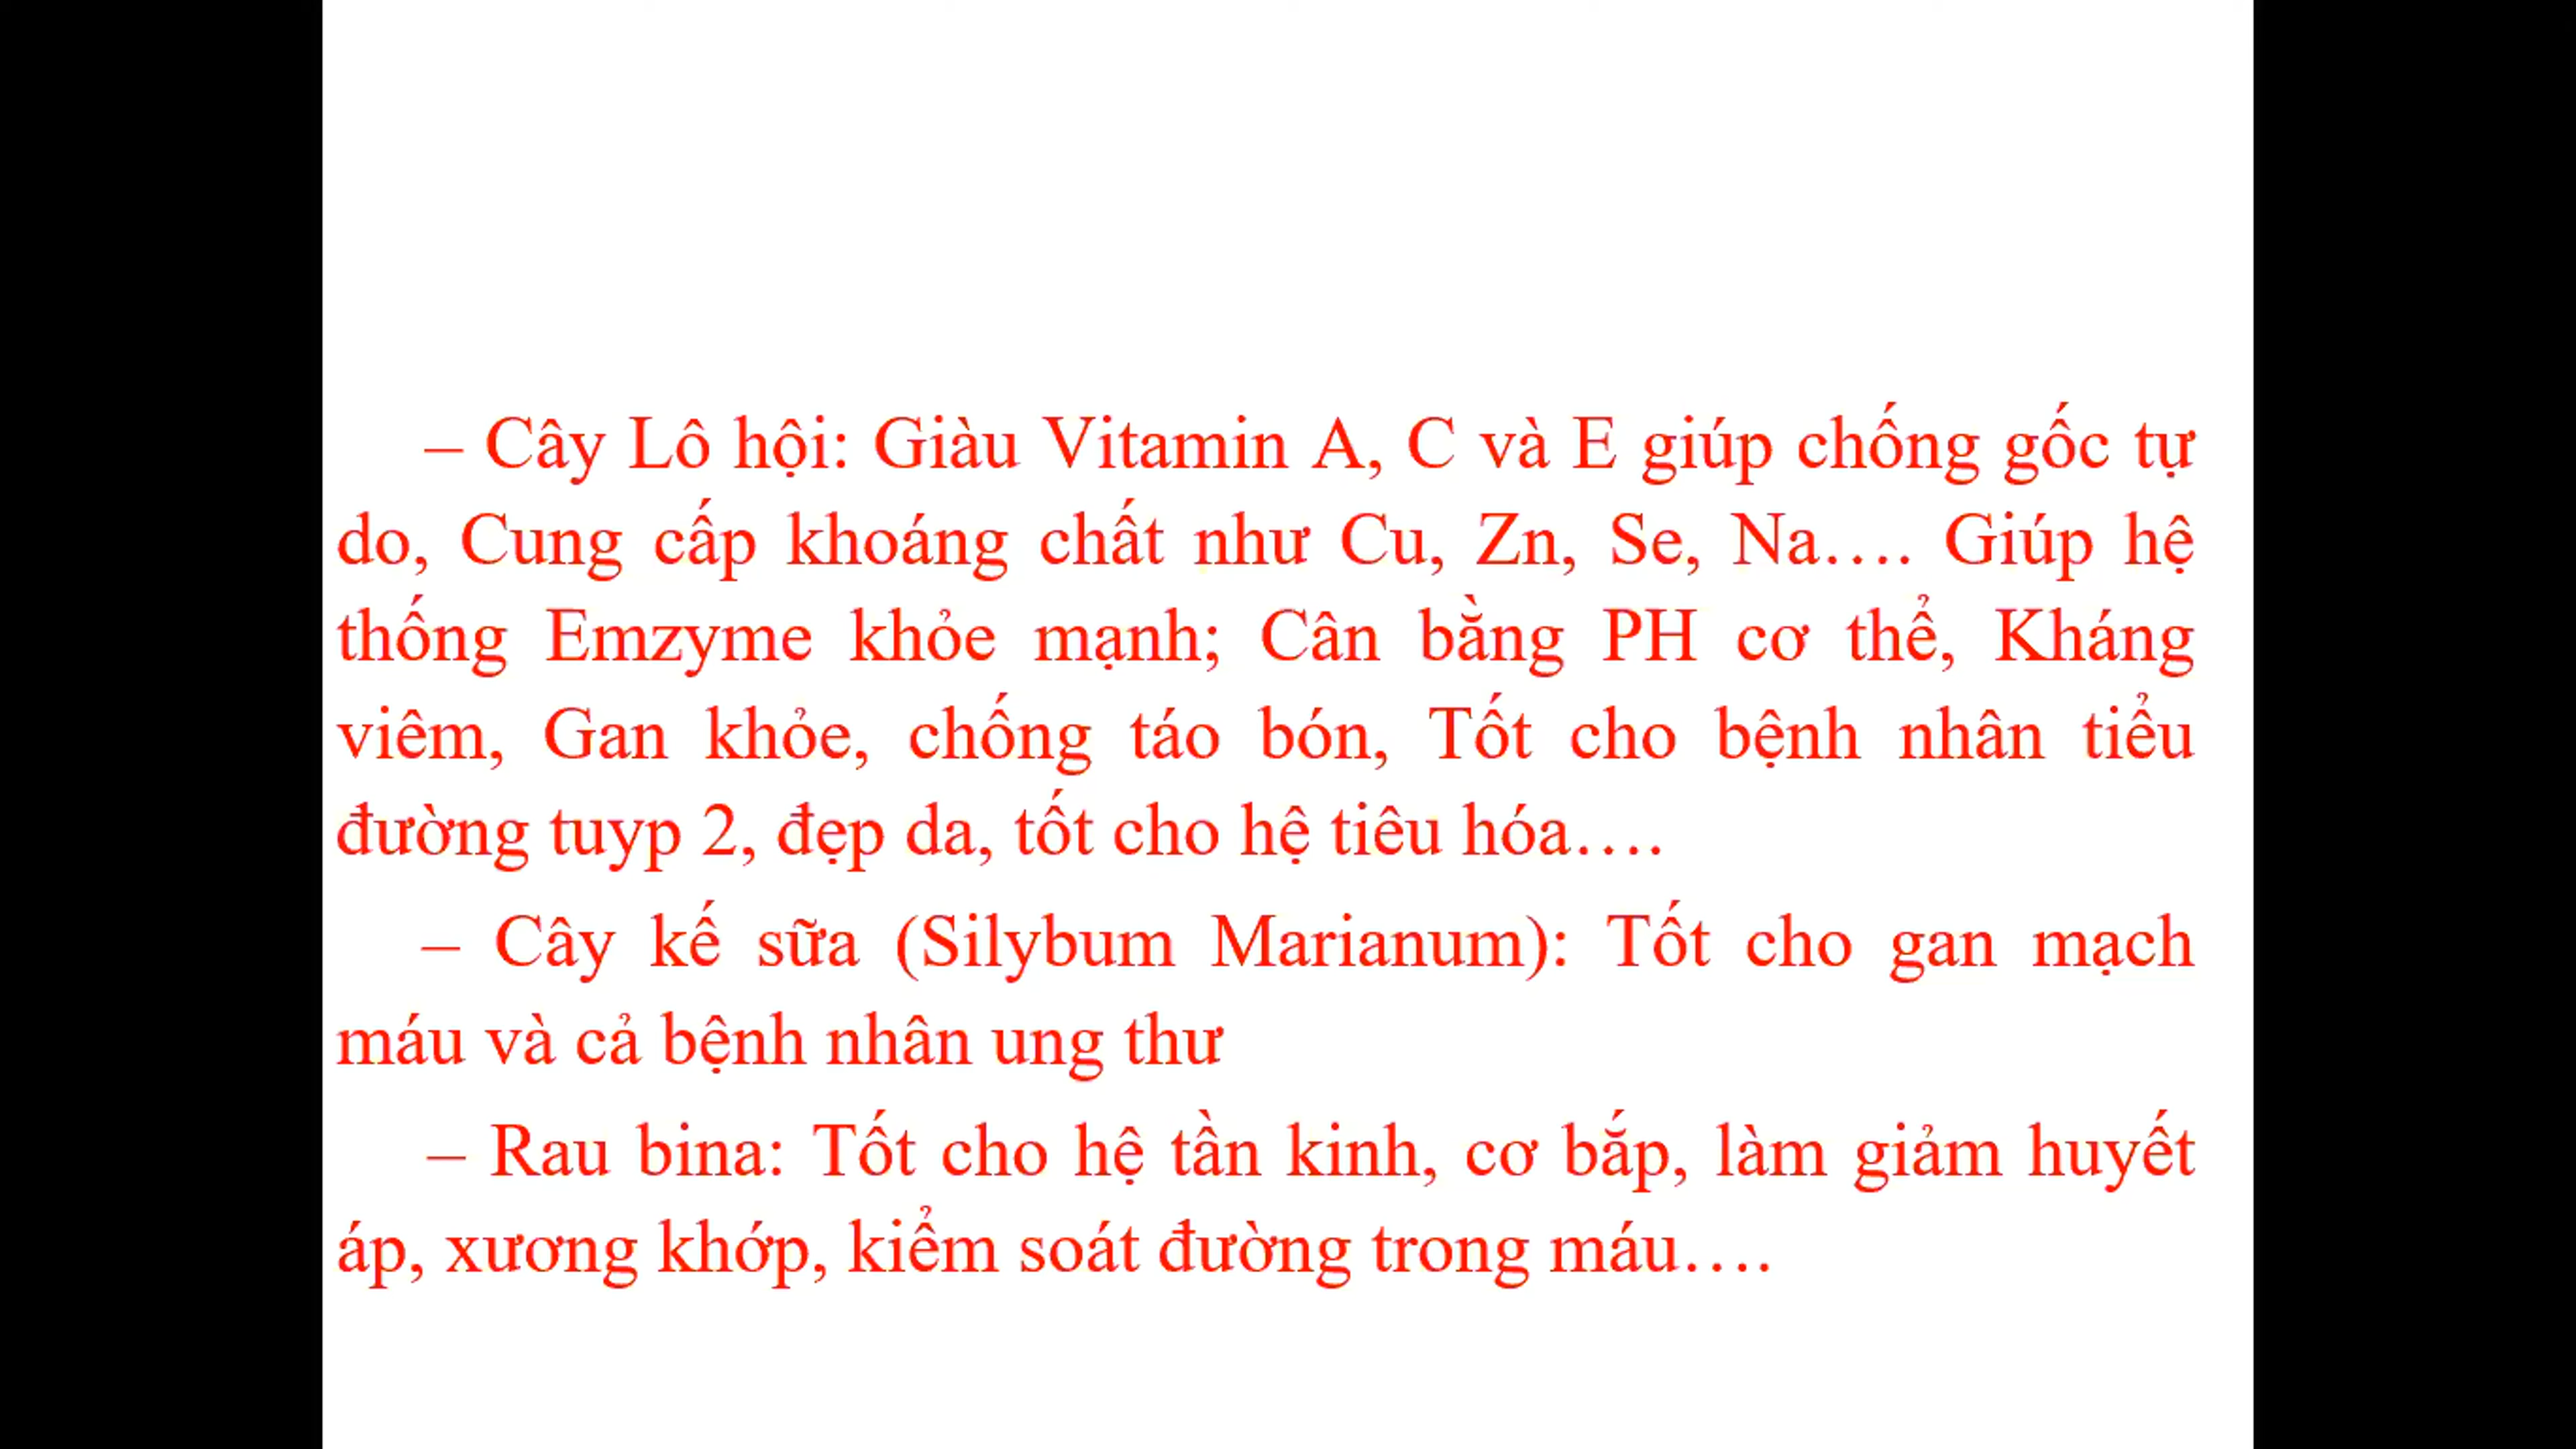 – Cây Lô hội: Giàu Vitamin A, C và E giúp chống gốc tự
do, Cung cấp khoáng chất như Cu, Zn, Se, Na…. Giúp hệ
thống Emzyme khỏe mạnh; Cân bằng PH cơ thể, Kháng
viêm, Gan khỏe, chống táo bón, Tốt cho bệnh nhân tiểu
đường tuyp 2, đẹp da, tốt cho hệ tiêu hóa….
– Cây kế sữa (Silybum Marianum): Tốt cho gan mạch
máu và cả bệnh nhân ung thư
– Rau bina: Tốt cho hệ tần kinh, cơ bắp, làm giảm huyết
áp, xương khớp, kiểm soát đường trong máu….